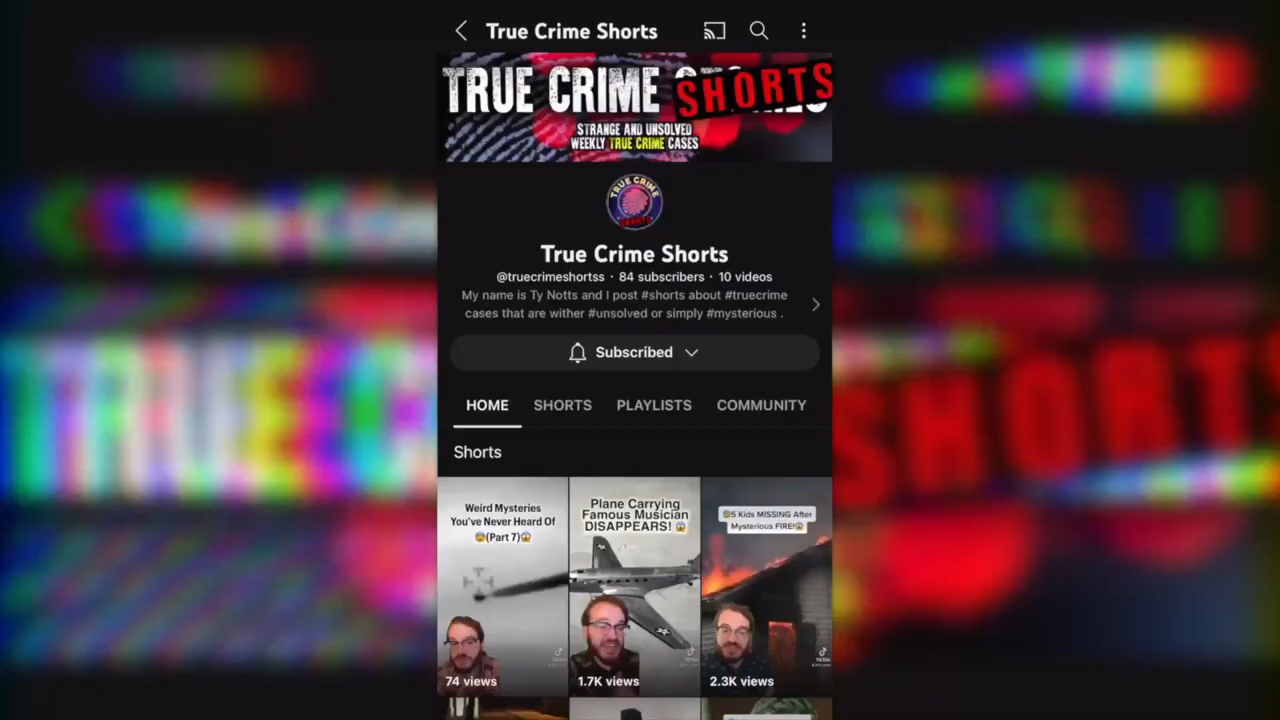 True Crime Shorts
TRUE CRIME
SHORTS
STRANGE AND UNSOLVED
WEEKLY TRUE CRIME CASES
TRUE CRIME
SHORTS
True Crime Shorts
@truecrimeshortss · 84 subscribers · 10 videos
My name is Ty Notts and I post #shorts about #truecrime
cases that are wither #unsolved or simply #mysterious .
Subscribed
HOME SHORTS PLAYLISTS COMMUNITY
Shorts
Weird Mysteries
You've Never Heard Of
😨(Part 7)😱
74 views
Plane Carrying
Famous Musician
DISAPPEARS! 😱
1.7K views
😨5 Kids MISSING After
Mysterious FIRE!😱
2.3K views